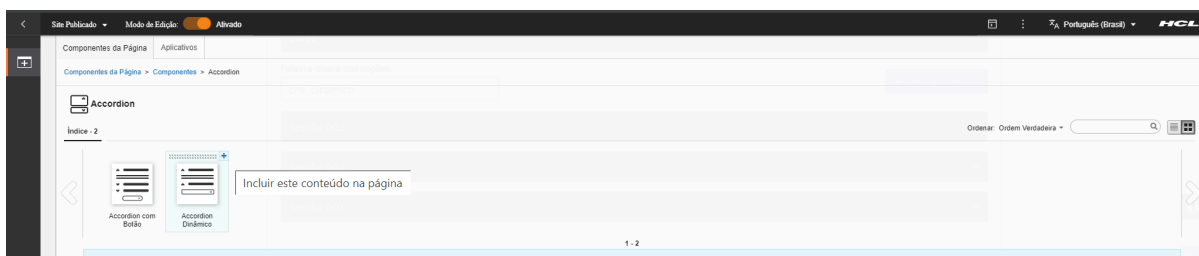 Site Publicado
Modo de Edição:
Ativado
Português (Brasil)
HCL
Componentes da Página
Aplicativos
Componentes da Página > Componentes > Accordion
Accordion
Índice - 2
Ordenar: Ordem Verdadeira
Incluir este conteúdo na página
Accordion com
Botão
Accordion
Dinâmico
1 - 2